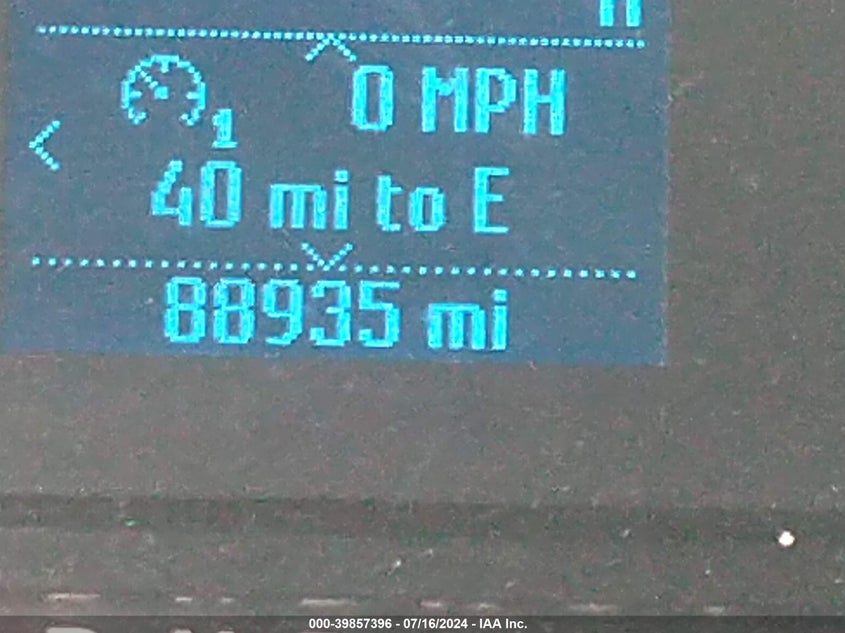 1
0 MPH
40 mi to E
88935 mi
000-39857396 - 07/16/2024 - IAA Inc.